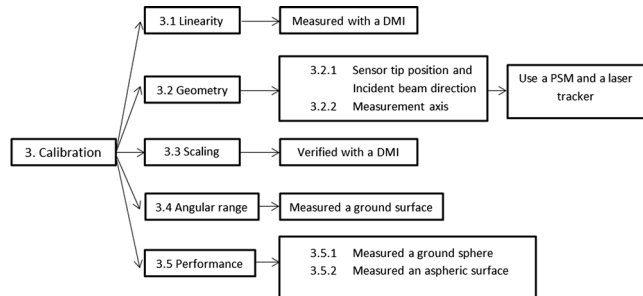 3. Calibration
3.1 Linearity
Measured with a DMI
3.2 Geometry
3.2.1 Sensor tip position and
Incident beam direction
3.2.2 Measurement axis
Use a PSM and a laser
tracker
3.3 Scaling
Verified with a DMI
3.4 Angular range
Measured a ground surface
3.5 Performance
3.5.1 Measured a ground sphere
3.5.2 Measured an aspheric surface